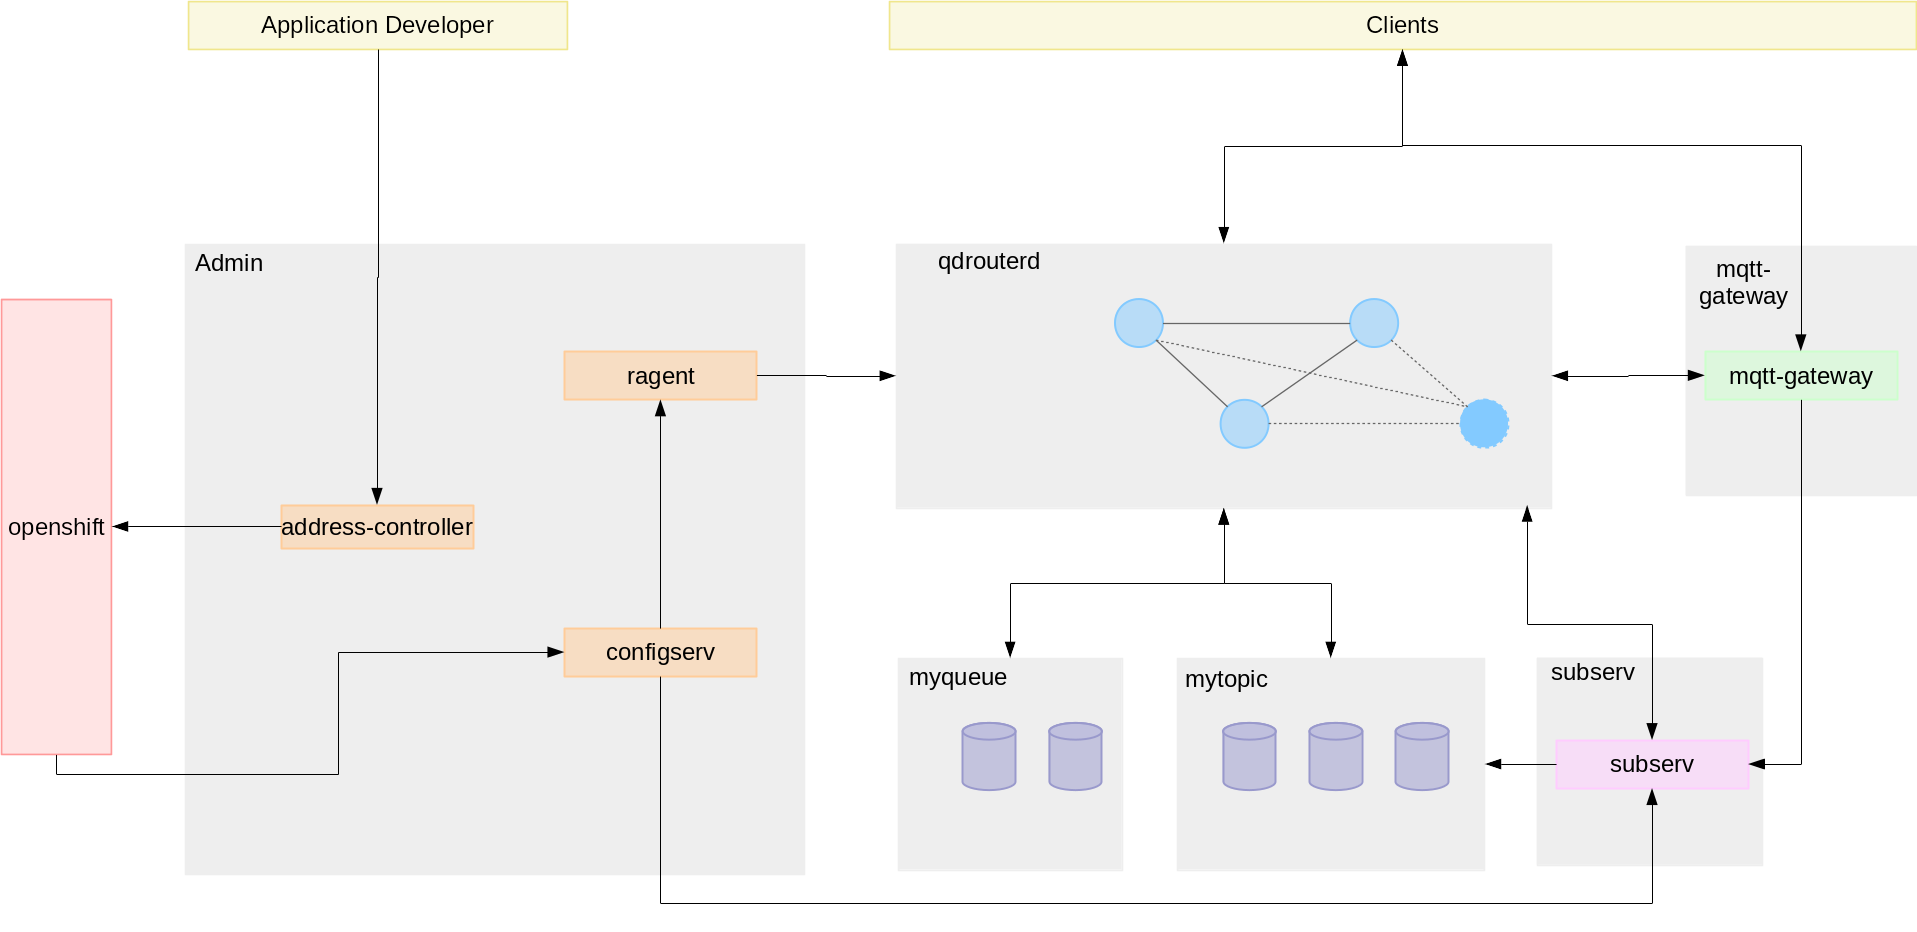 Application Developer
Clients
Admin
qdrouterd
mqtt-
gateway
ragent
mqtt-gateway
openshift
address-controller
configserv
myqueue
mytopic
subserv
subserv